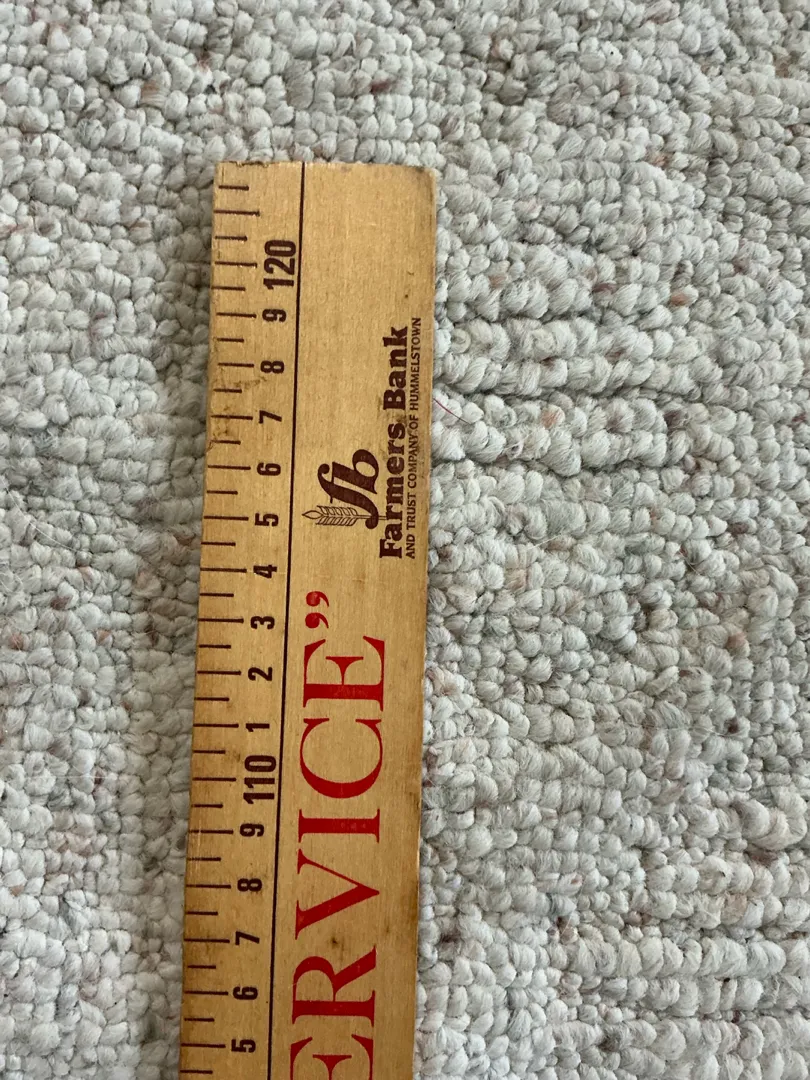 5 6 7 8 9 110 1 2 3 4 5 6 7 8 9 120
ERVICE”
fb
Farmers Bank
AND TRUST COMPANY OF HUMMELSTOWN